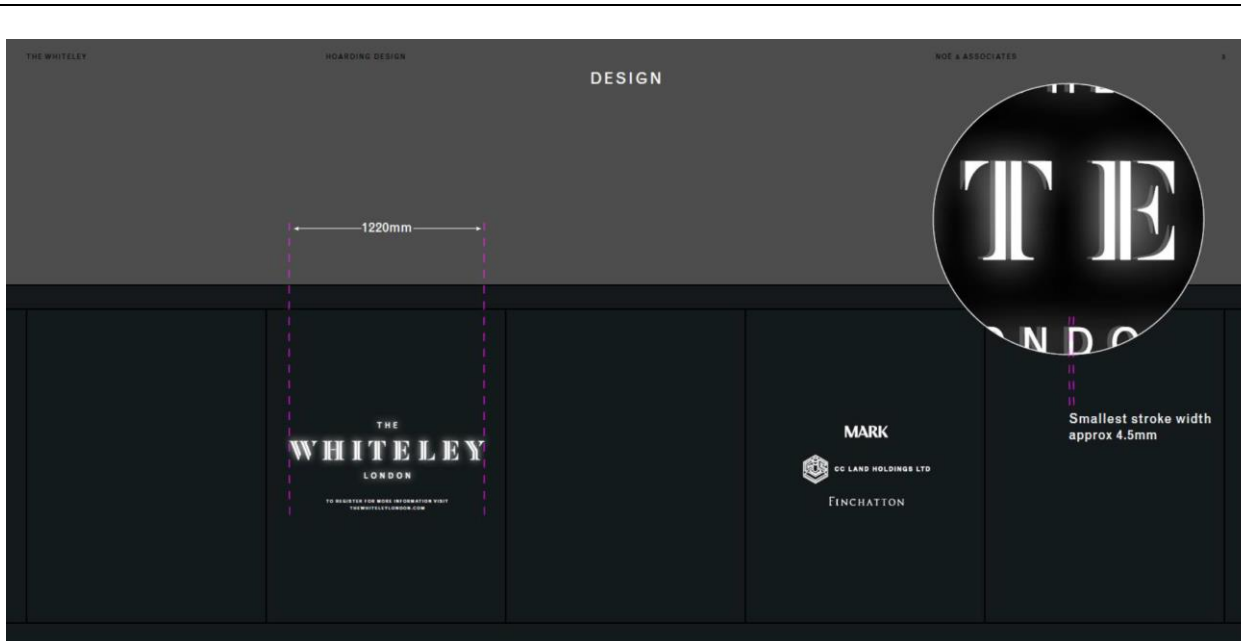 THE WHITELEY
HOARDING DESIGN
NOË & ASSOCIATES
DESIGN
1220mm
T E
O N D O
Smallest stroke width
approx 4.5mm
THE
WHITELEY
LONDON
TO REGISTER FOR MORE INFORMATION VISIT
THEWHITELEYLONDON.COM
MARK
CC LAND HOLDINGS LTD
FINCHATTON